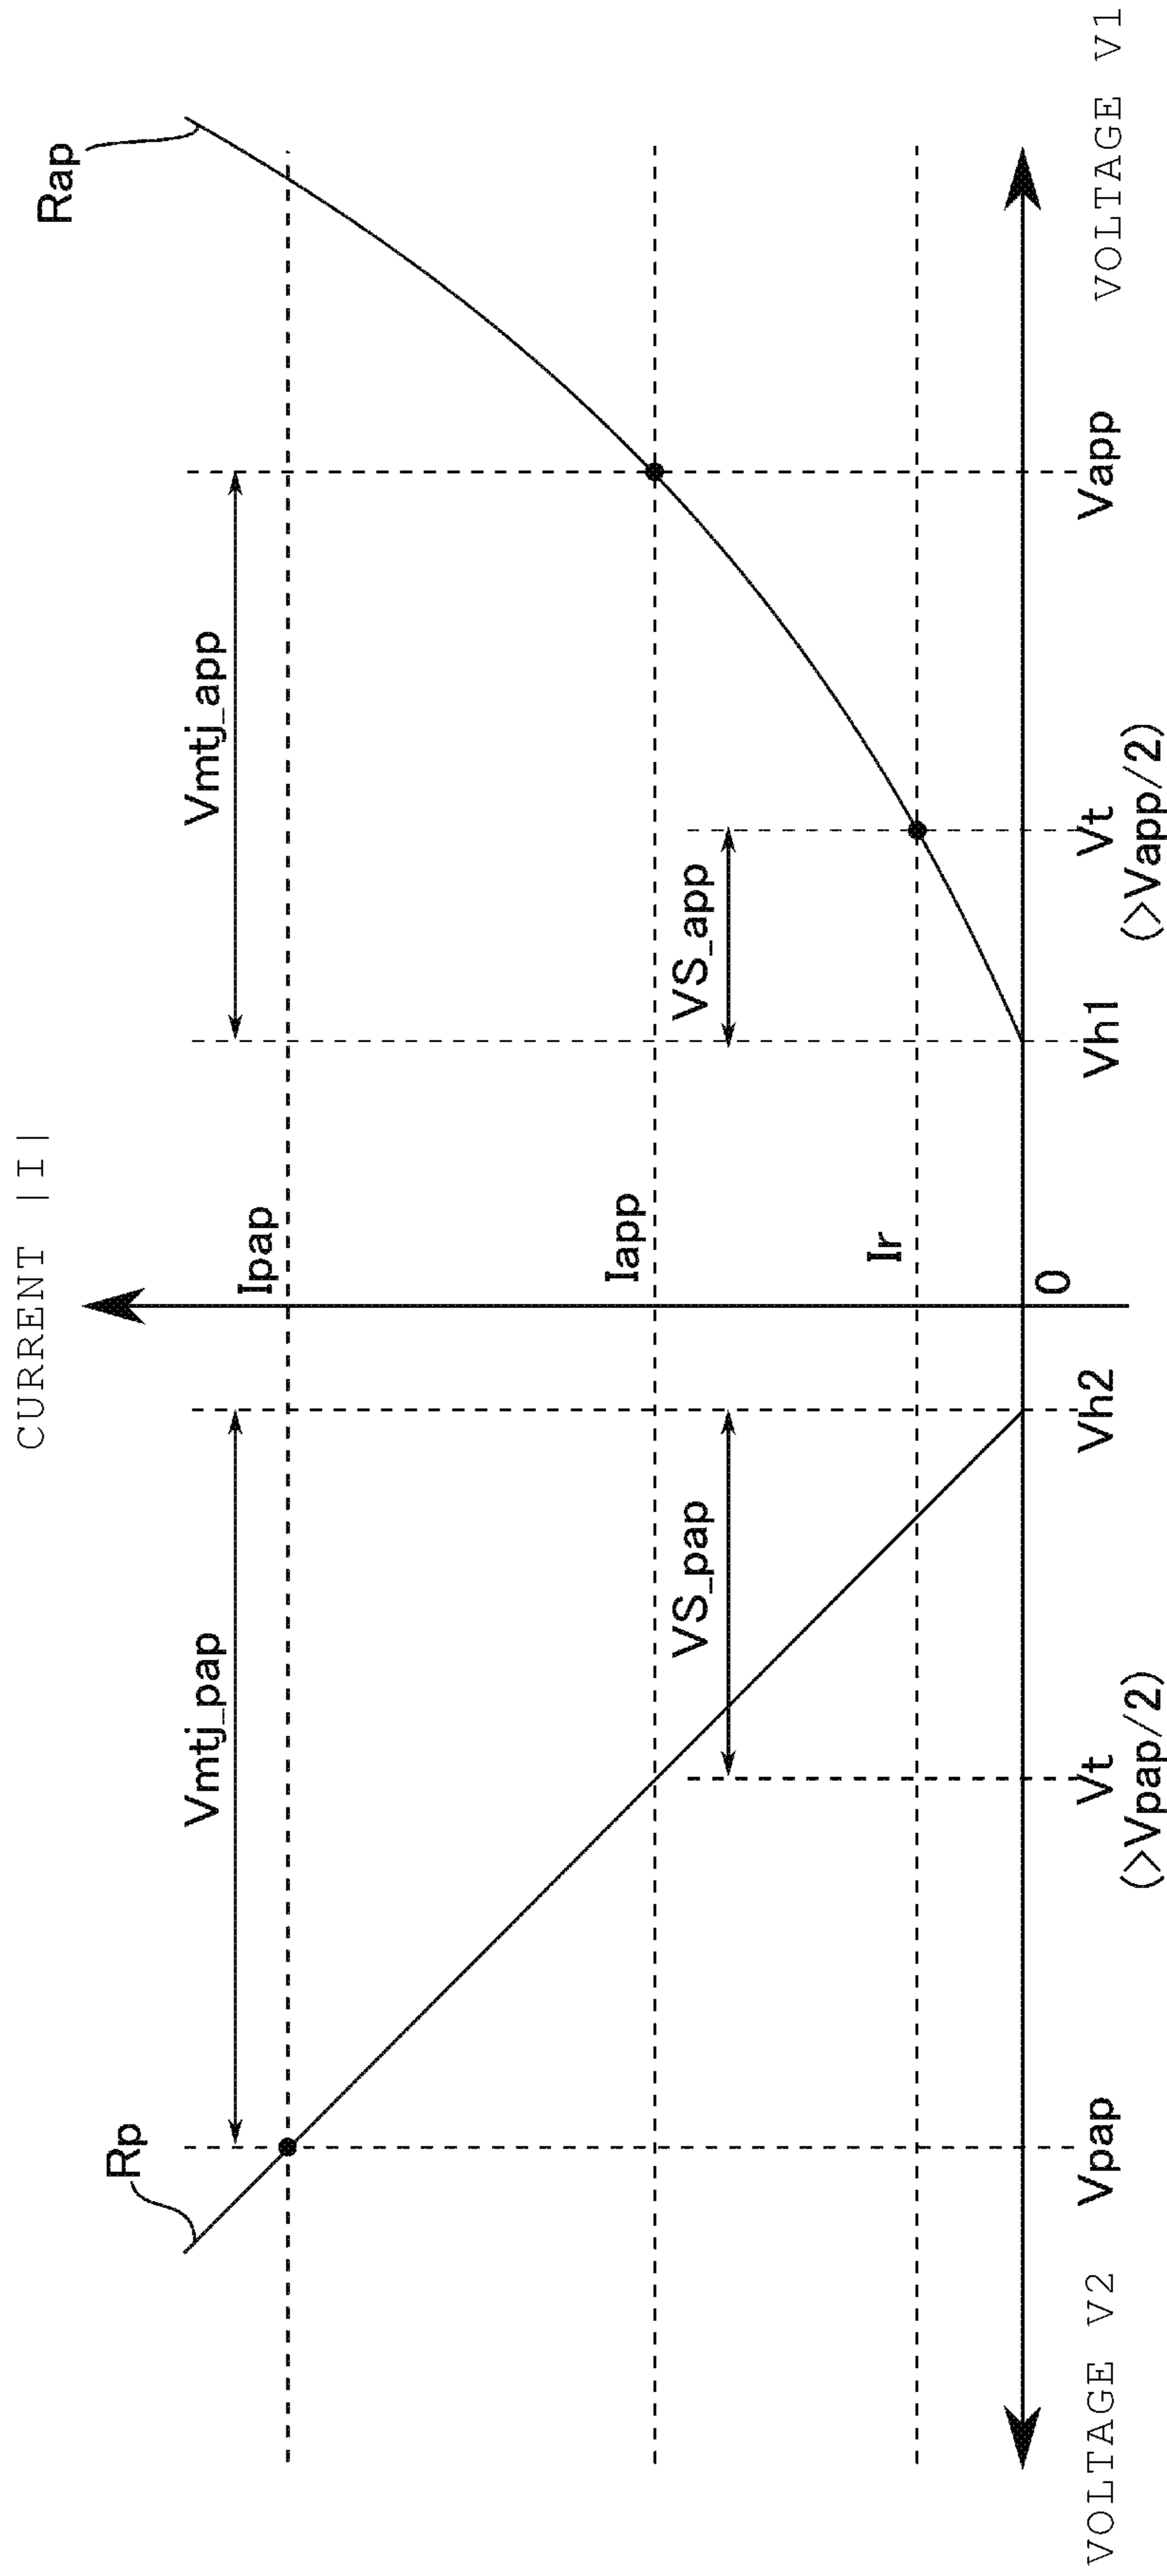 CURRENT |I|
Rp
Rap
Vmtj_pap
Vmtj_app
Ipap
VS_pap
VS_app
Iapp
Ir
0
Vpap
Vt
(>Vpap/2)
Vh2
Vh1
Vt
(>Vapp/2)
Vapp
VOLTAGE V2
VOLTAGE V1